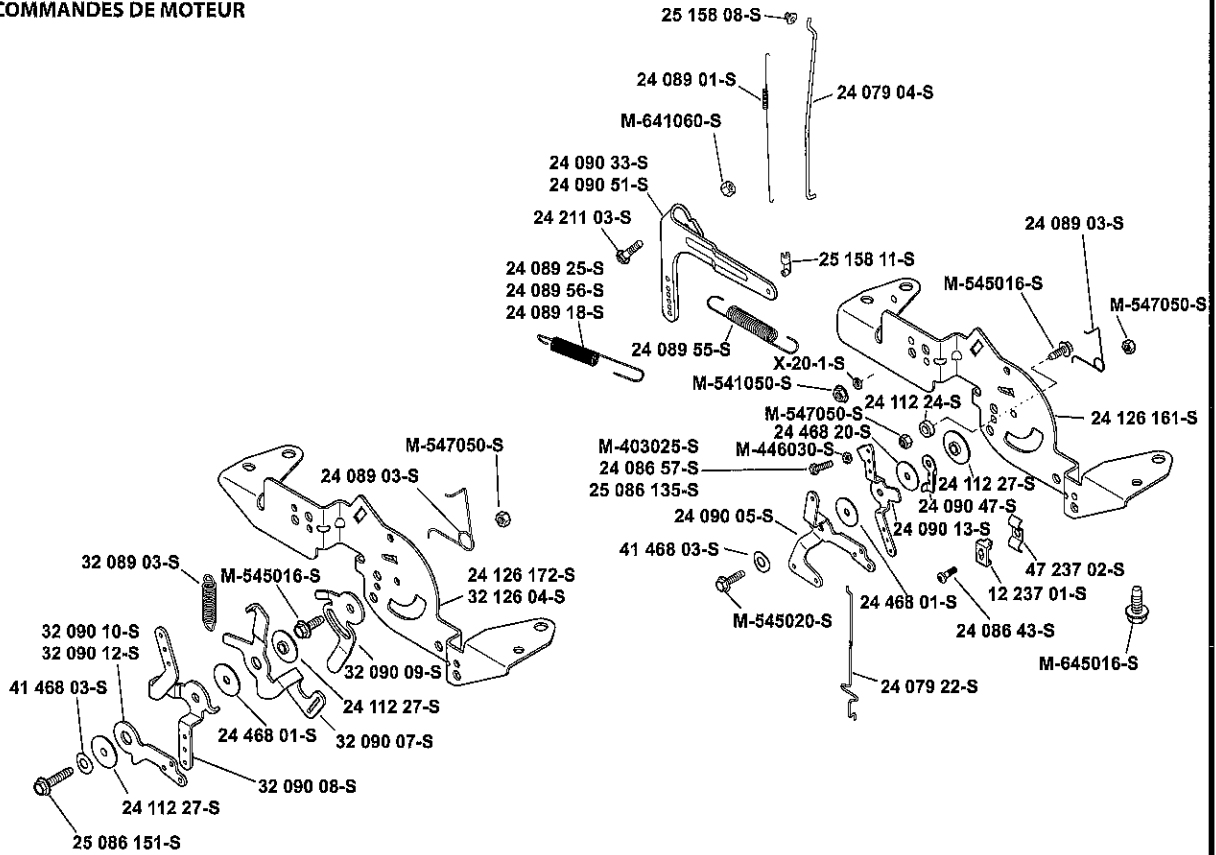 COMMANDES DE MOTEUR
25 158 08-S
24 089 01-S
24 079 04-S
M-641060-S
24 090 33-S
24 090 51-S
24 211 03-S
24 089 03-S
25 158 11-S
24 089 25-S
24 089 56-S
24 089 18-S
M-545016-S
M-547050-S
24 089 55-S
X-20-1-S
M-541050-S
24 112 24-S
M-547050-S
24 126 161-S
24 468 20-S
M-403025-S
M-446030-S
24 086 57-S
25 086 135-S
24 112 27-S
24 090 47-S
24 090 05-S
24 090 13-S
41 468 03-S
47 237 02-S
12 237 01-S
24 468 01-S
M-545020-S
24 086 43-S
M-645016-S
24 079 22-S
M-547050-S
24 089 03-S
32 089 03-S
M-545016-S
24 126 172-S
32 126 04-S
32 090 10-S
32 090 12-S
32 090 09-S
41 468 03-S
24 112 27-S
24 468 01-S
32 090 07-S
32 090 08-S
24 112 27-S
25 086 151-S